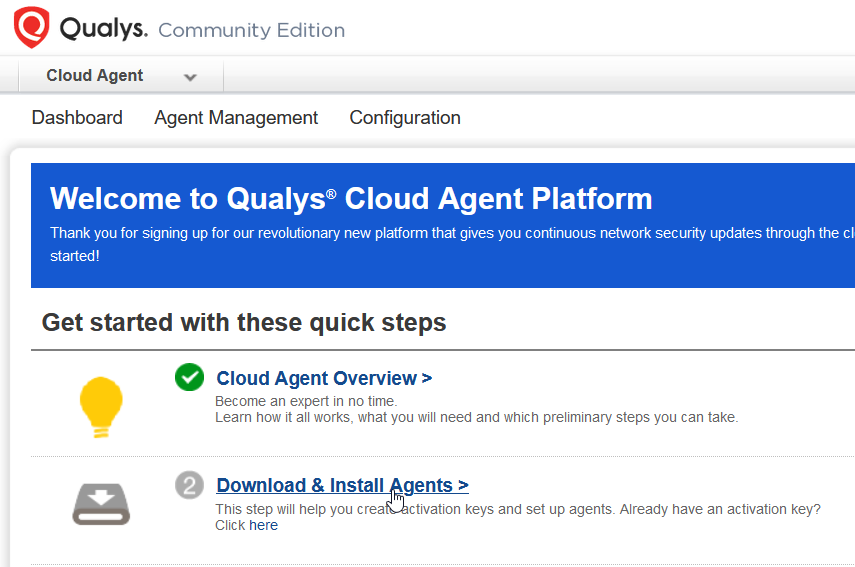 Qualys. Community Edition
Cloud Agent
Dashboard Agent Management Configuration
Welcome to Qualys® Cloud Agent Platform
Thank you for signing up for our revolutionary new platform that gives you continuous network security updates through the cl
started!
Get started with these quick steps
Cloud Agent Overview >
Become an expert in no time.
Learn how it all works, what you will need and which preliminary steps you can take.
2 Download & Install Agents >
This step will help you create activation keys and set up agents. Already have an activation key?
Click here